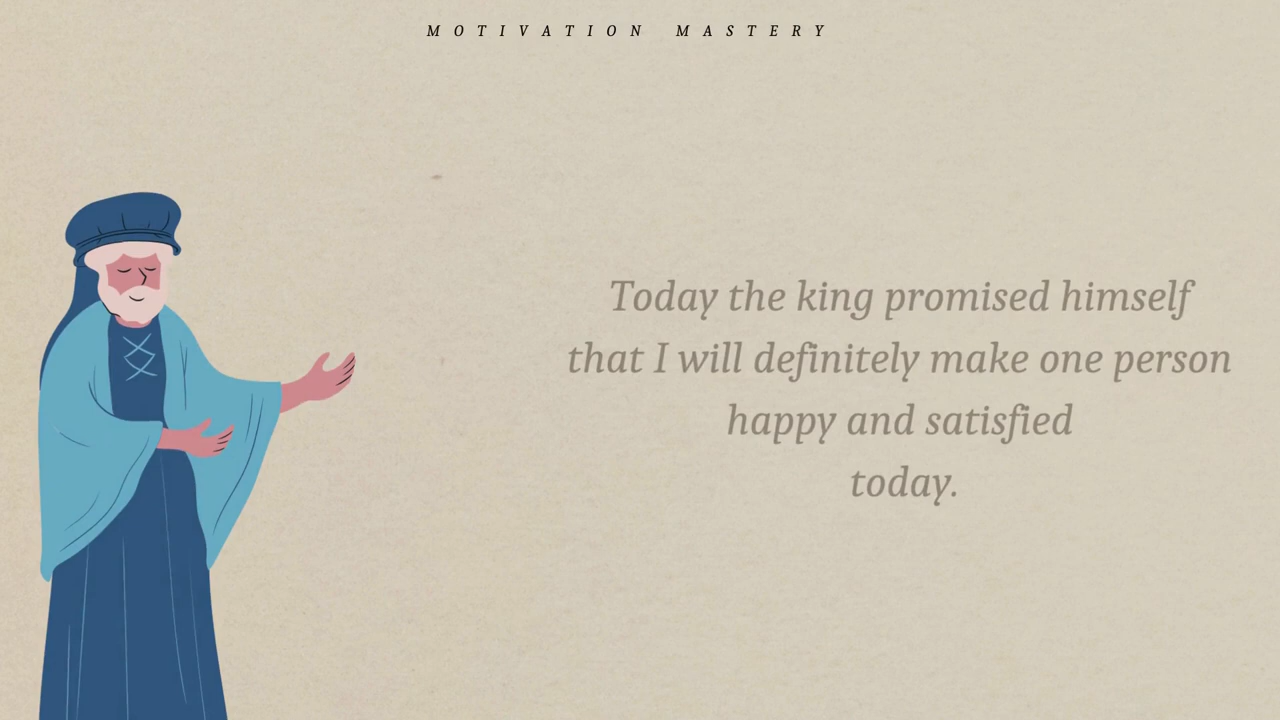 MOTIVATION MASTERY
Today the king promised himself
that I will definitely make one person
happy and satisfied
today.